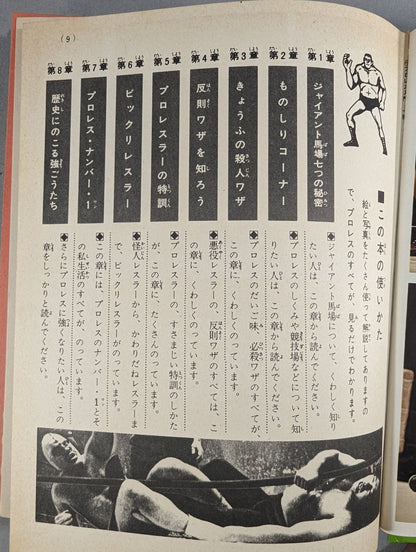 (9)
■この本の使いかた
絵と写真をたくさん使って解説してありますの
で、プロレスのすべてが、見るだけでわかります。
第1章
ジャイアント馬場七つの秘密
◆ジャイアント馬場について、くわしく知り
たい人は、この章から読んでください。
第2章
ものしりコーナー
◆プロレスのしくみや競技場などについて知
りたい人は、この章から読んでください。
第3章
きょうふの殺人ワザ
◆プロレスのだいご味、必殺ワザのすべてが、
この章に、くわしくのっています。
第4章
反則ワザを知ろう
◆悪役レスラーの、反則ワザのすべては、こ
の章に、くわしくのっています。
第5章
プロレスラーの特訓
◆プロレスラーの、すさまじい特訓のしかた
が、この章に、たくさんのっています。
第6章
ビックリレスラー
◆怪人レスラーから、かわりだねレスラーま
で、ビックリレスラーがのっています。
第7章
プロレス・ナンバー・1
◆この章には、プロレスのナンバー・1とそ
の私生活のすべてが、のっています。
第8章
歴史にのこる強ごうたち
◆さらにプロレスに強くなりたい人は、この
章をしっかりと読んでください。